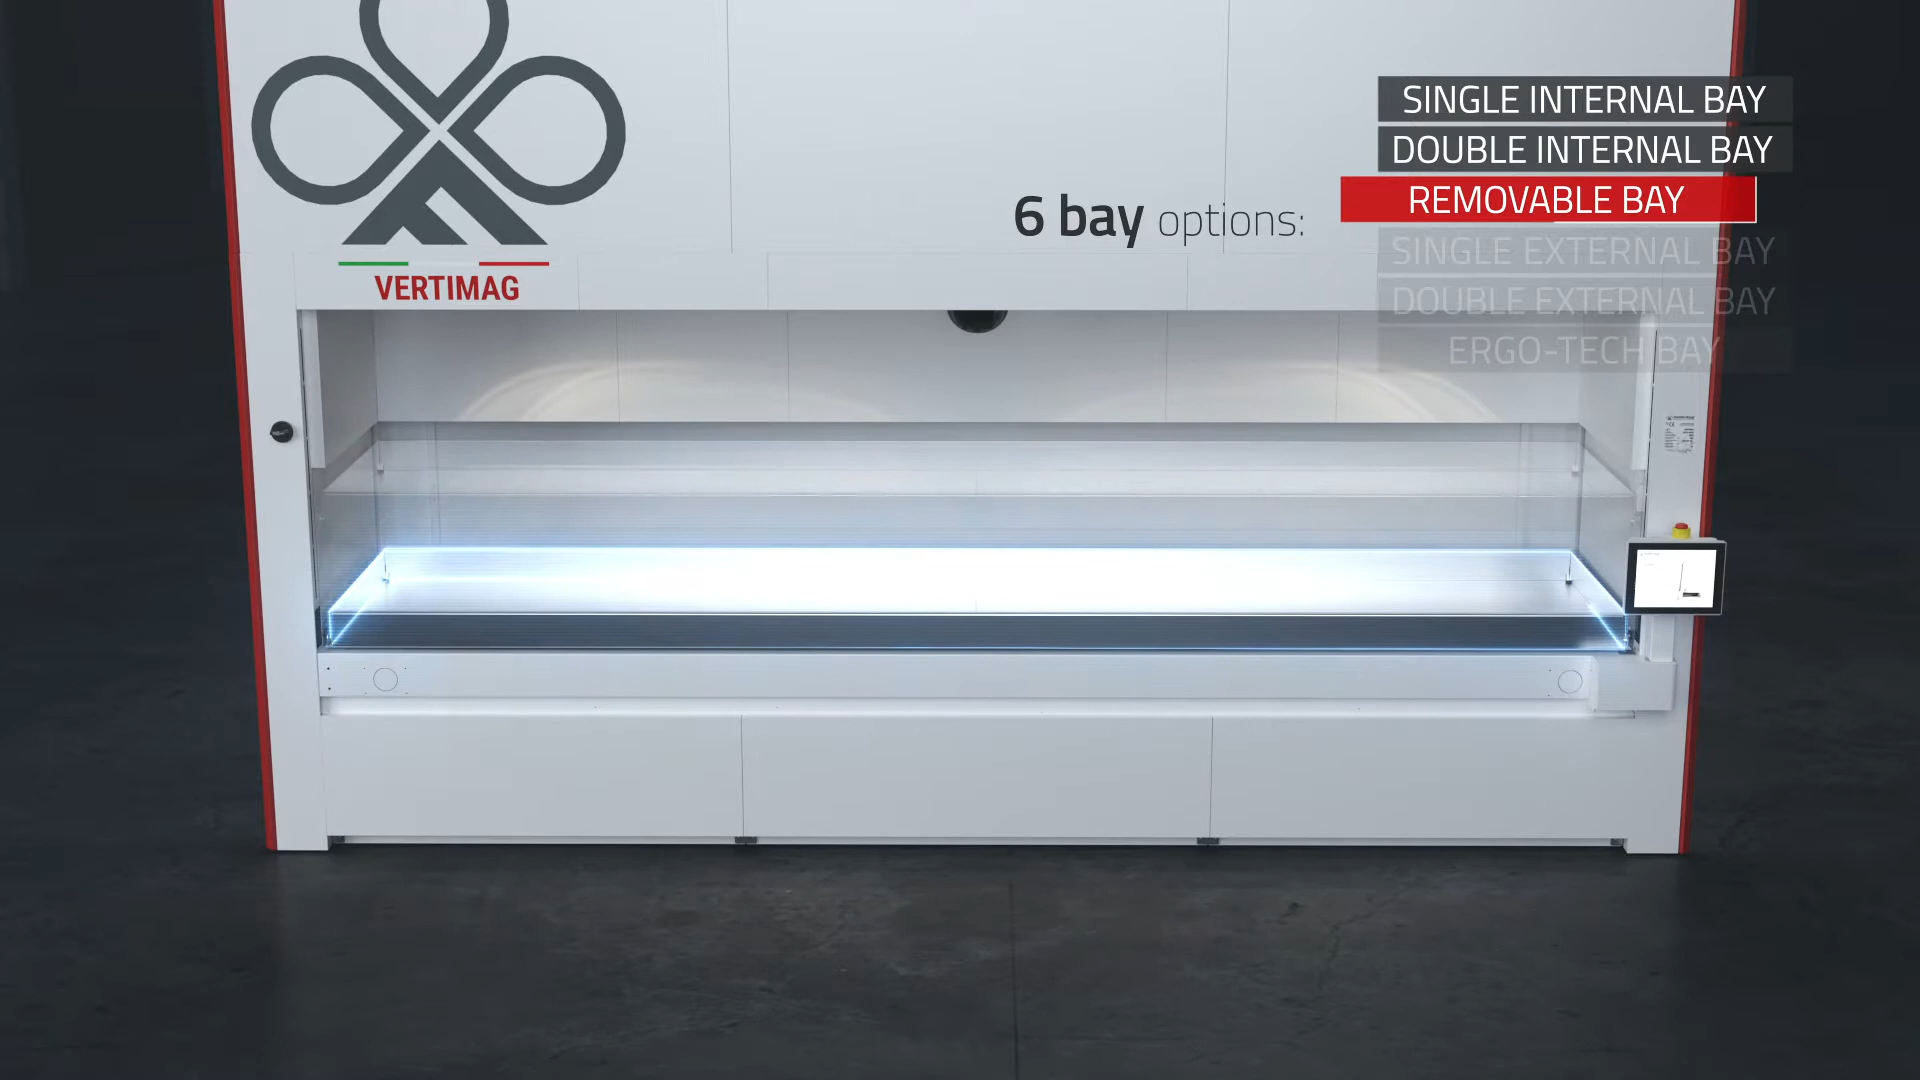 SINGLE INTERNAL BAY
DOUBLE INTERNAL BAY
6 bay options:
REMOVABLE BAY
SINGLE EXTERNAL BAY
DOUBLE EXTERNAL BAY
ERGO-TECH BAY
VERTIMAG